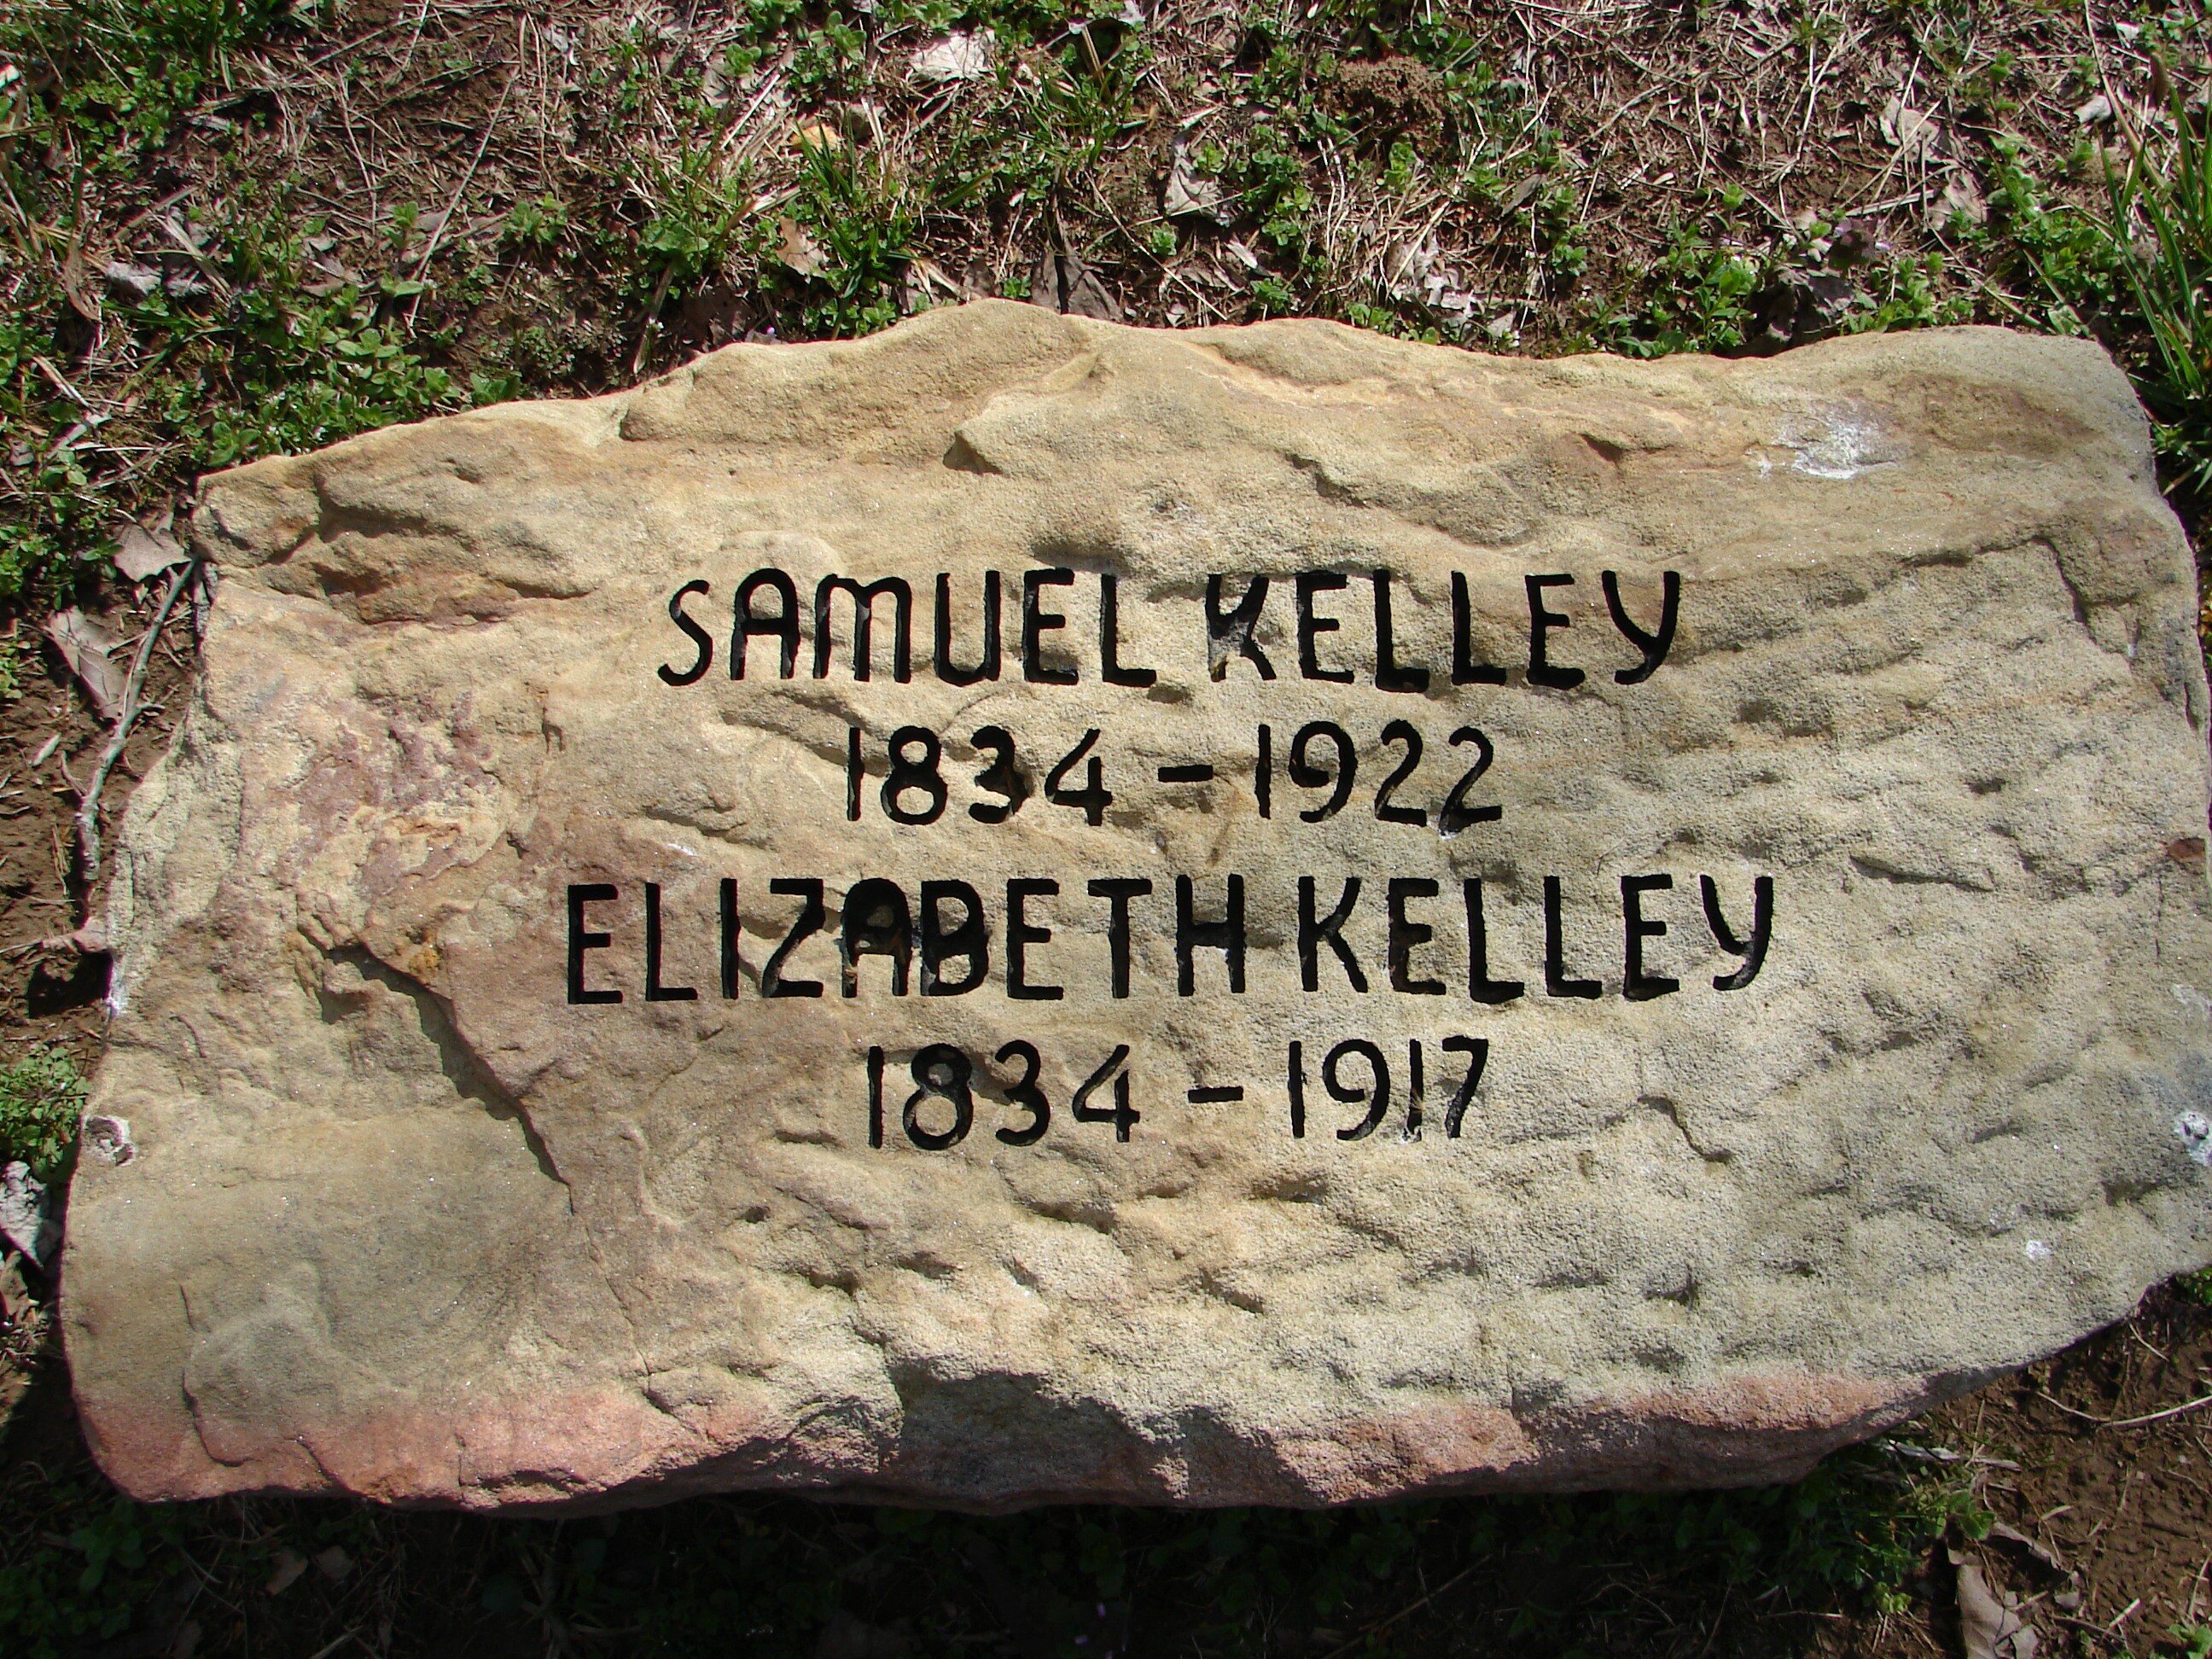 SAMUEL KELLEY
1834 - 1922
ELIZABETH KELLEY
1834 - 1917